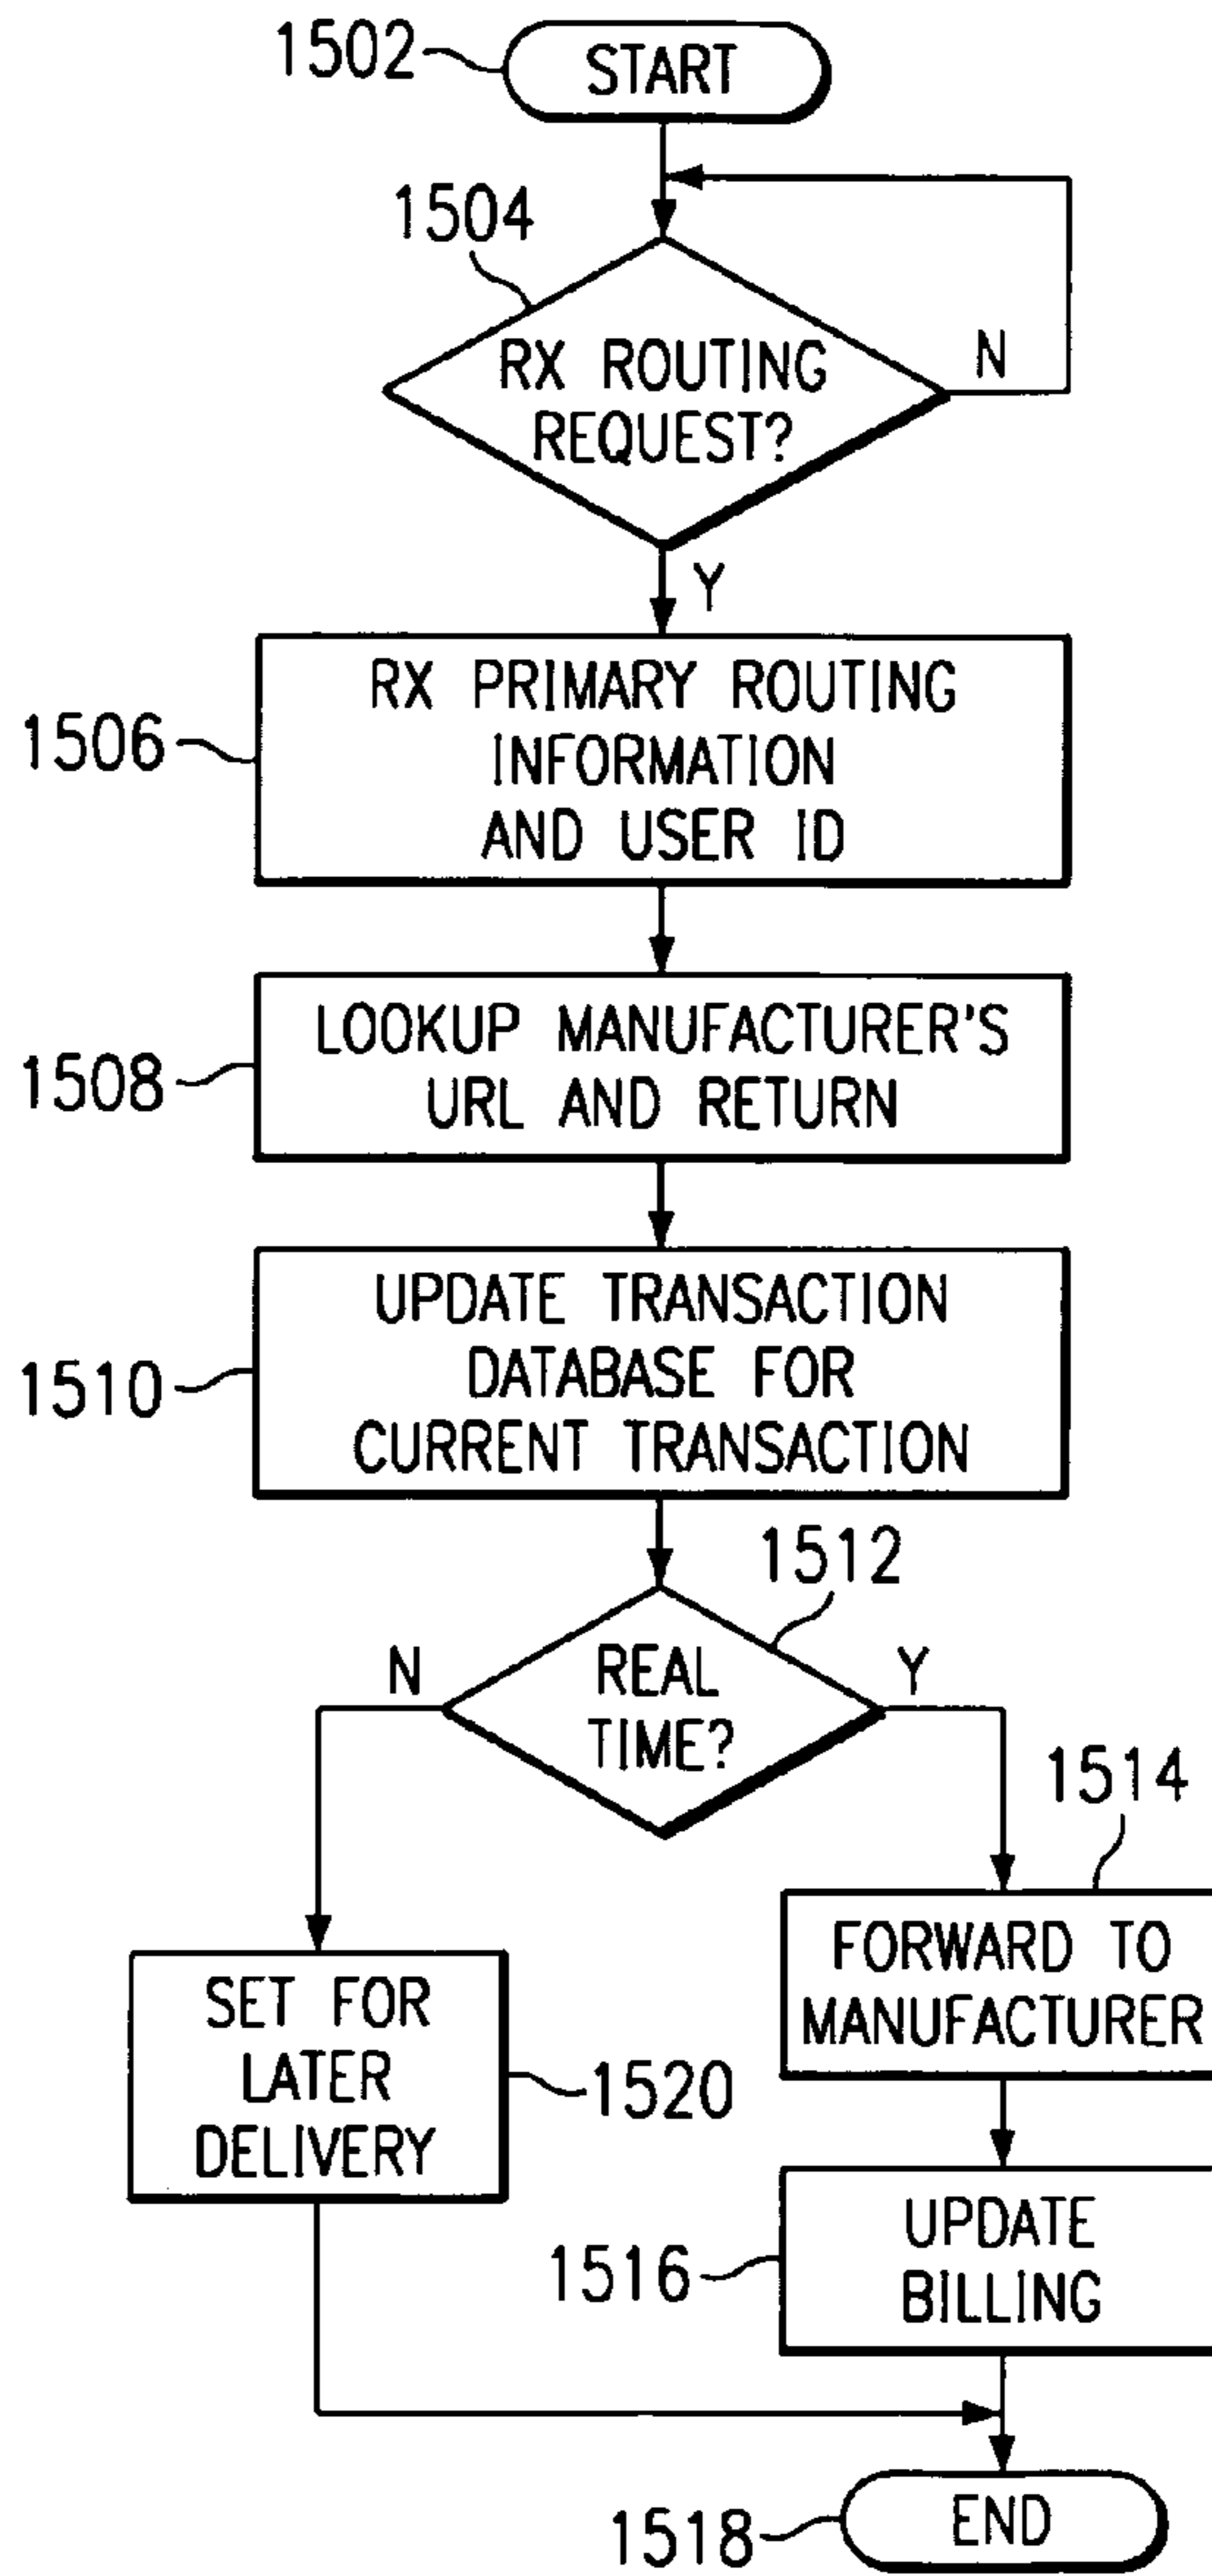 1502
START
1504
RX ROUTING
REQUEST?
N
Y
RX PRIMARY ROUTING
INFORMATION
AND USER ID
1506
LOOKUP MANUFACTURER'S
URL AND RETURN
1508
UPDATE TRANSACTION
DATABASE FOR
CURRENT TRANSACTION
1510
1512
N
REAL
TIME?
Y
1514
FORWARD TO
MANUFACTURER
SET FOR
LATER
DELIVERY
1520
UPDATE
BILLING
1516
END
1518